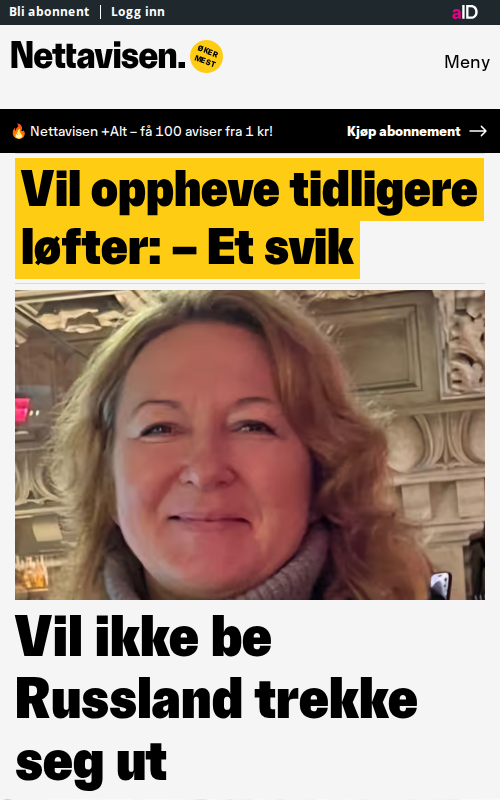 Bli abonnent | Logg inn
aID
Nettavisen.
ØKER
MEST
Meny
🔥 Nettavisen +Alt – få 100 aviser fra 1 kr!
Kjøp abonnement →
Vil oppheve tidligere
løfter: – Et svik
Vil ikke be
Russland trekke
seg ut